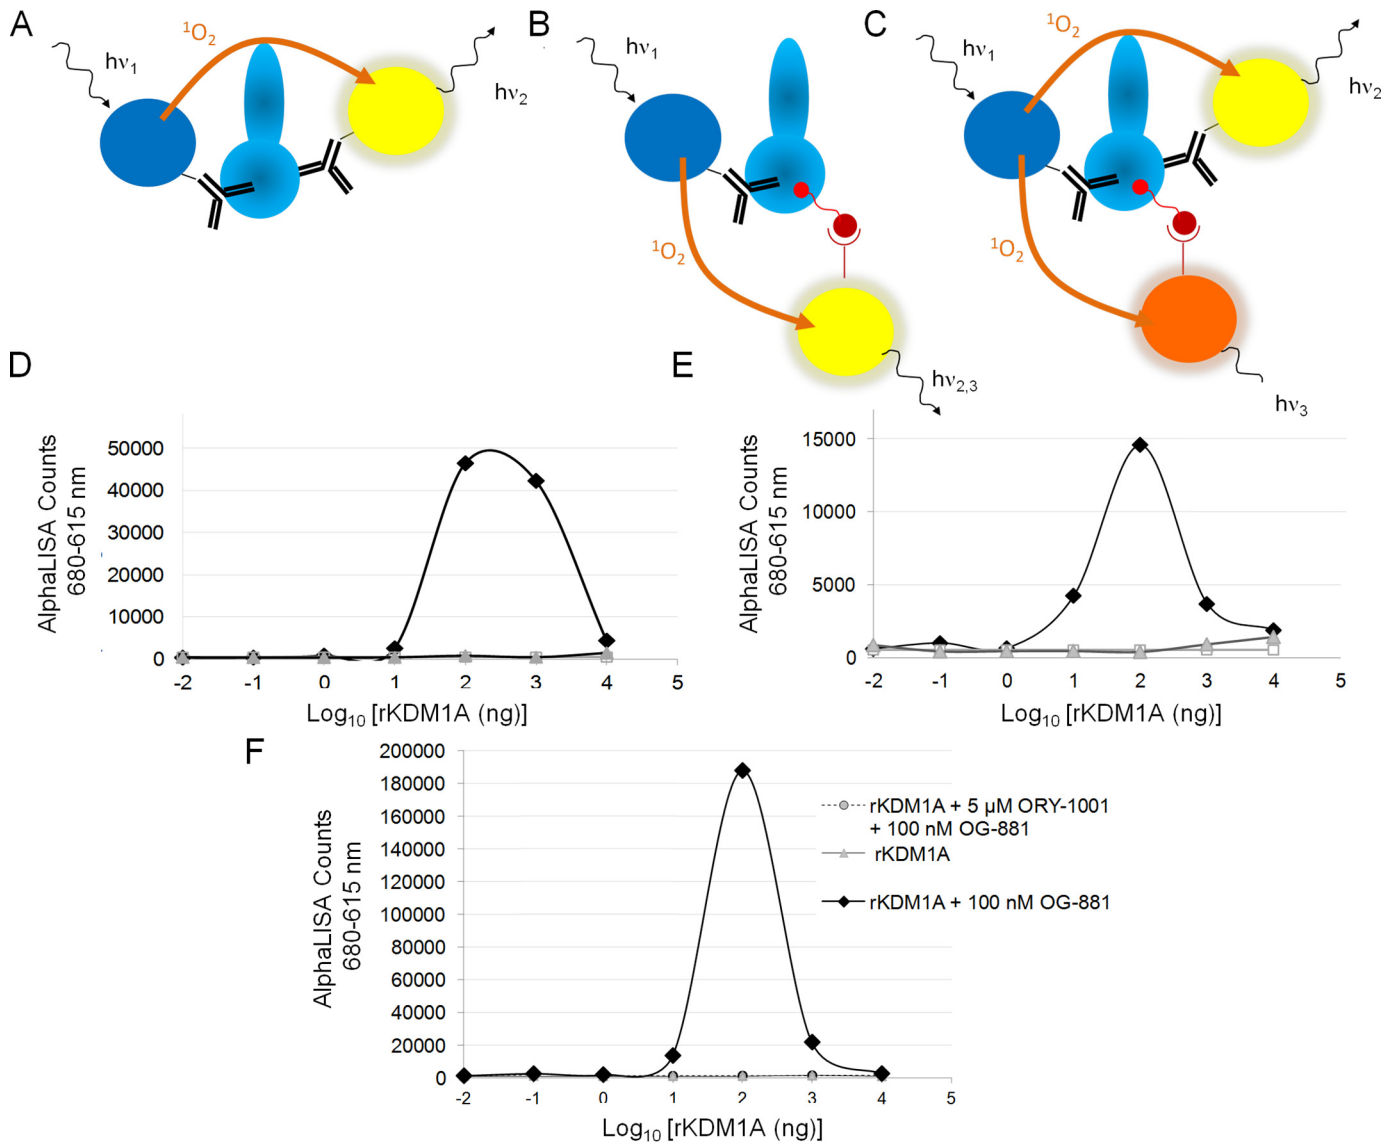 A
hν1
¹O₂
hν2
B
hν1
¹O₂
hν2,3
C
hν1
¹O₂
hν2
¹O₂
hν3
D
AlphaLISA Counts
680-615 nm
50000
40000
30000
20000
10000
0
-2 -1 0 1 2 3 4 5
Log₁₀ [rKDM1A (ng)]
E
AlphaLISA Counts
680-615 nm
15000
10000
5000
0
-2 -1 0 1 2 3 4 5
Log₁₀ [rKDM1A (ng)]
F
AlphaLISA Counts
680-615 nm
200000
180000
160000
140000
120000
100000
80000
60000
40000
20000
0
-2 -1 0 1 2 3 4 5
Log₁₀ [rKDM1A (ng)]
rKDM1A + 5 µM ORY-1001
+ 100 nM OG-881
rKDM1A
rKDM1A + 100 nM OG-881